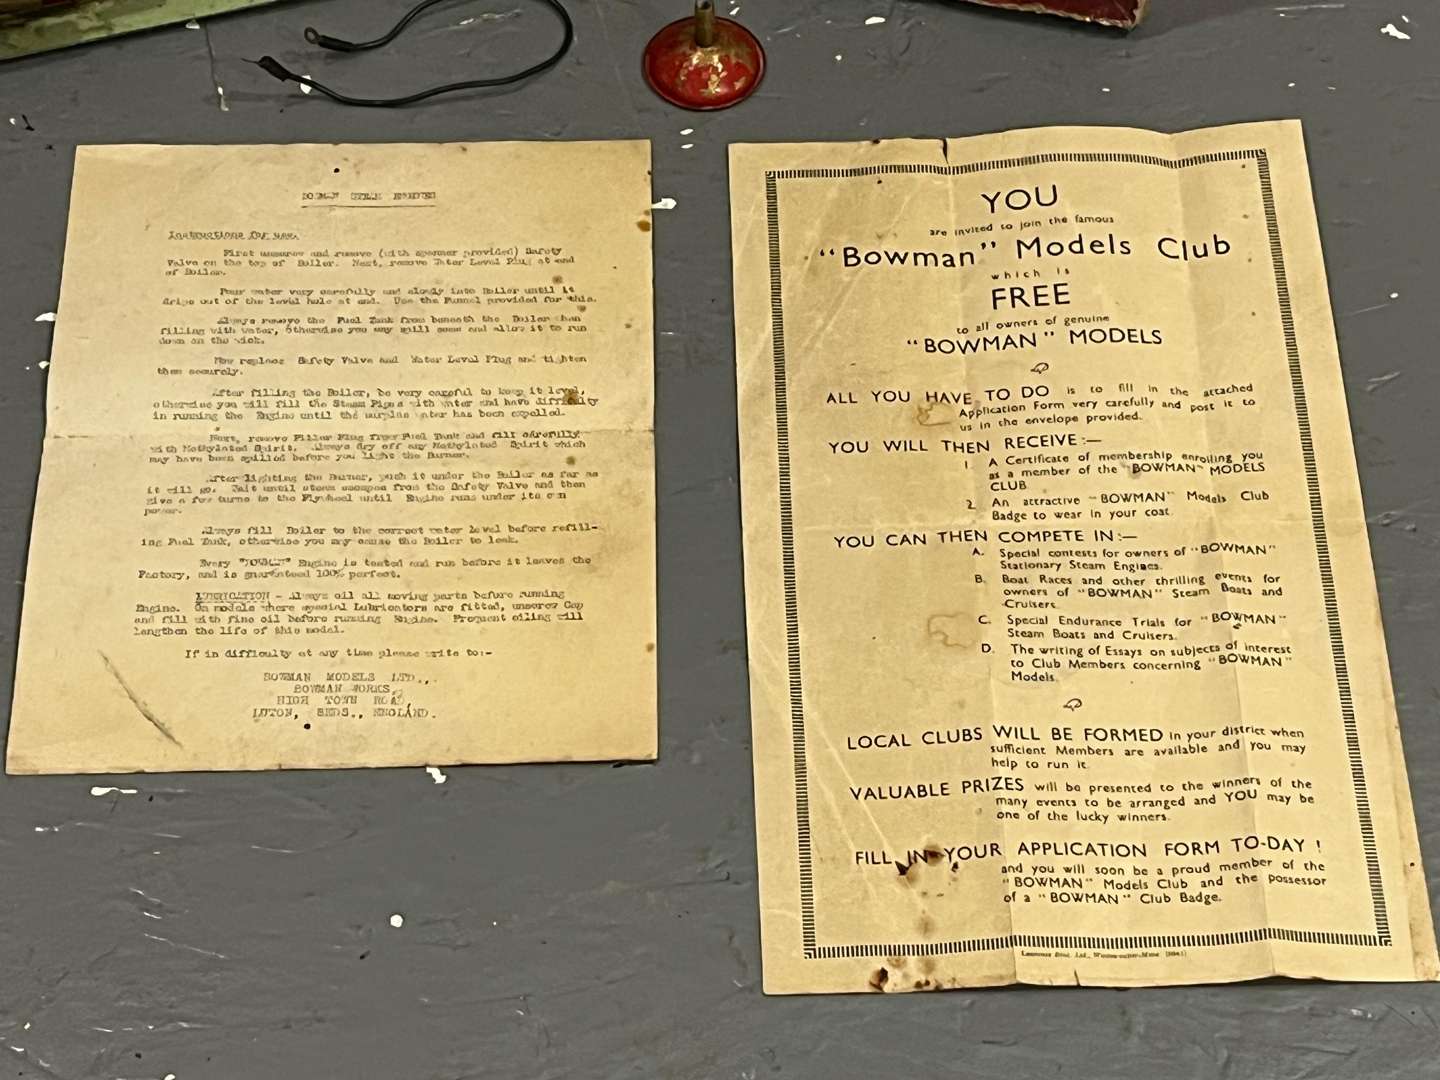 BOWMAN STEAM ENGINES
Instructions for use.
First unscrew and remove (with spanner provided) Safety
Valve on the top of Boiler. Next, remove Water Level Plug at end
of Boiler.
Pour water very carefully and slowly into Boiler until it
drips out of the level hole at end. Use the Funnel provided for this.
Always remove the Fuel Tank from beneath the Boiler when
filling with water, otherwise you may spill some and allow it to run
down on the wick.
Now replace Safety Valve and Water Level Plug and tighten
them securely.
After filling the Boiler, be very careful to keep it level,
otherwise you will fill the Steam Pipes with water and have difficulty
in running the Engine until the surplus water has been expelled.
Next, remove Filler Plug from Fuel Tank and fill carefully
with Methylated Spirit. Always dry off any Methylated Spirit which
may have been spilled before you light the Burner.
After lighting the Burner, push it under the Boiler as far as
it will go. Wait until steam escapes from the Safety Valve and then
give a few turns to the Flywheel until Engine runs under its own
power.
Always fill Boiler to the correct water level before refill-
ing Fuel Tank, otherwise you may cause the Boiler to leak.
Every "BOWMAN" Engine is tested and run before it leaves the
Factory, and is guaranteed 100% perfect.
LUBRICATION - Always oil all moving parts before running
Engine. On models where special Lubricators are fitted, unscrew Cap
and fill with fine oil before running Engine. Frequent oiling will
lengthen the life of this model.
If in difficulty at any time please write to:-
BOWMAN MODELS LTD.,
BOWMAN WORKS,
HIGH TOWN ROAD,
LUTON, BEDS., ENGLAND.
YOU
are invited to join the famous
"Bowman" Models Club
which is
FREE
to all owners of genuine
"BOWMAN" MODELS
ALL YOU HAVE TO DO is to fill in the attached
Application Form very carefully and post it to
us in the envelope provided.
YOU WILL THEN RECEIVE :—
1. A Certificate of membership enrolling you
as a member of the "BOWMAN" MODELS
CLUB.
2. An attractive "BOWMAN" Models Club
Badge to wear in your coat.
YOU CAN THEN COMPETE IN :—
A. Special contests for owners of "BOWMAN"
Stationary Steam Engines.
B. Boat Races and other thrilling events for
owners of "BOWMAN" Steam Boats and
Cruisers.
C. Special Endurance Trials for "BOWMAN"
Steam Boats and Cruisers.
D. The writing of Essays on subjects of interest
to Club Members concerning "BOWMAN"
Models.
LOCAL CLUBS WILL BE FORMED in your district when
sufficient Members are available and you may
help to run it.
VALUABLE PRIZES will be presented to the winners of the
many events to be arranged and YOU may be
one of the lucky winners.
FILL IN YOUR APPLICATION FORM TO-DAY !
and you will soon be a proud member of the
"BOWMAN" Models Club and the possessor
of a "BOWMAN" Club Badge.
Lawrence Bros. Ltd., Weston-super-Mare